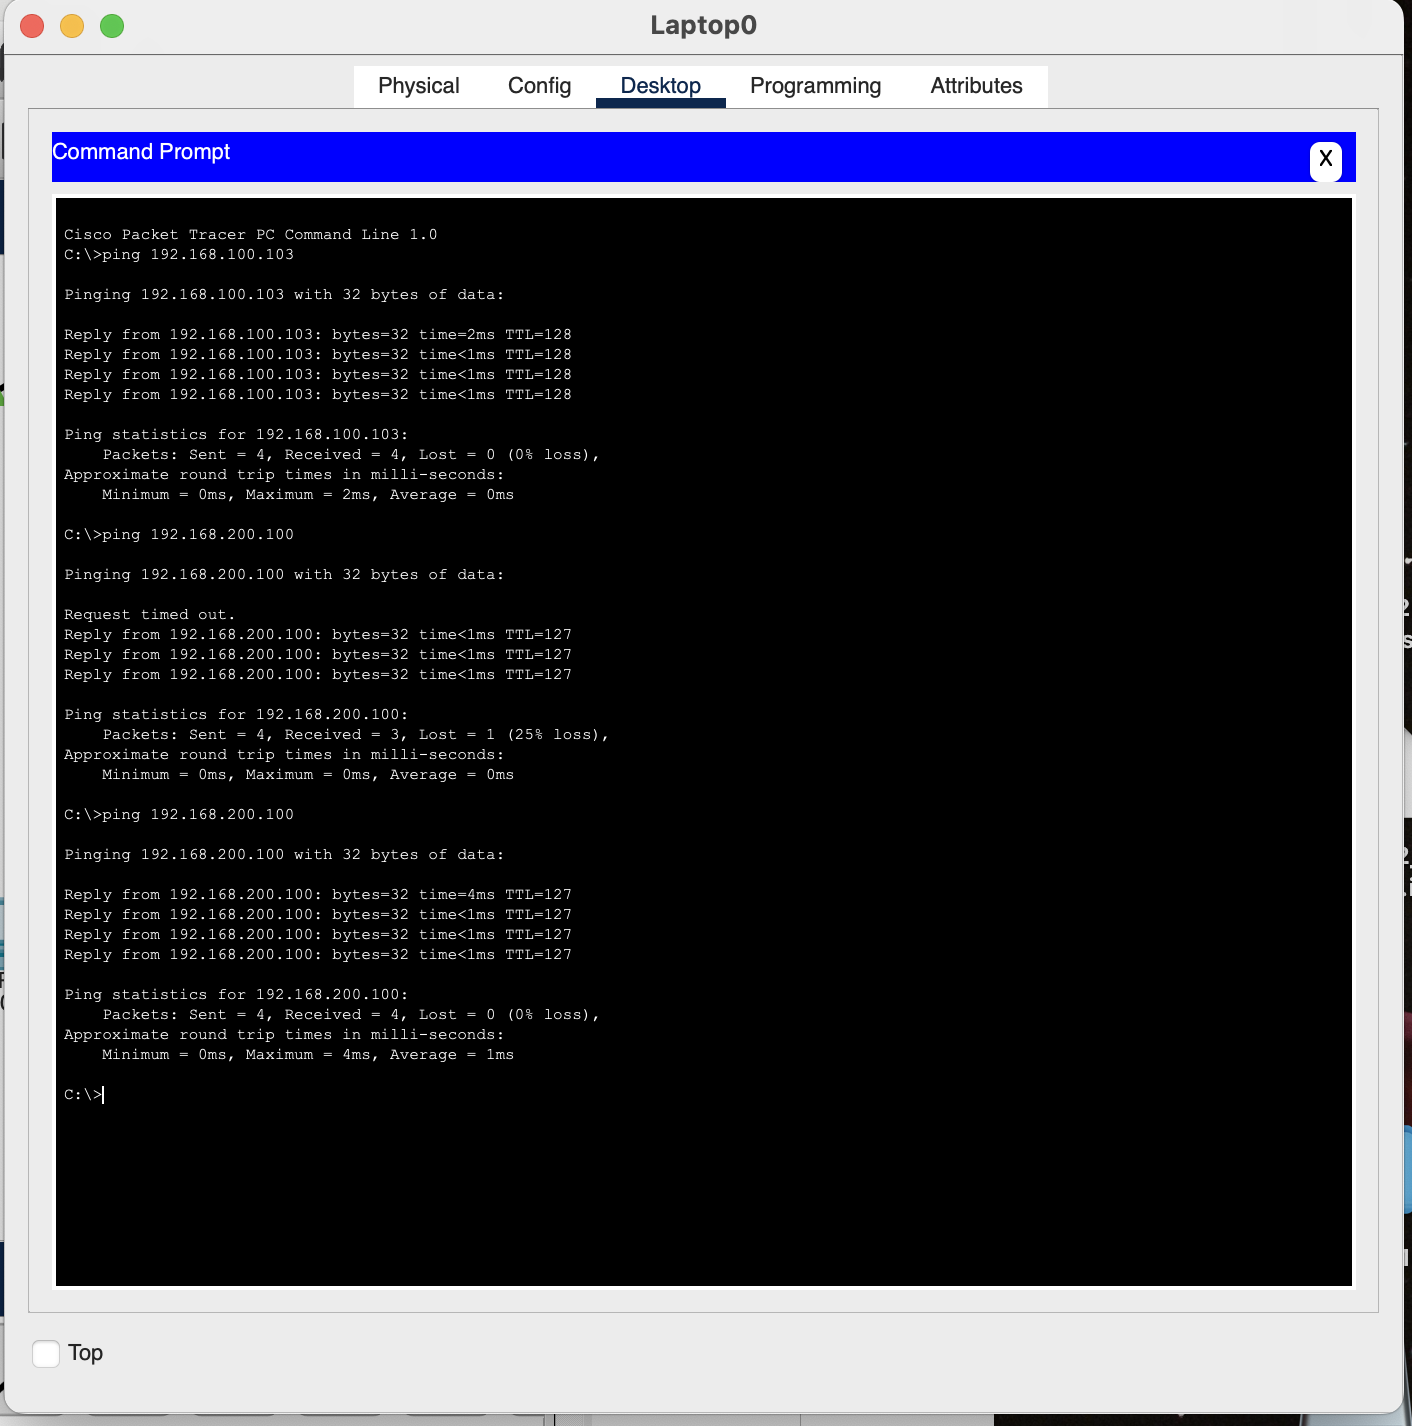 Laptop0
Physical Config Desktop Programming Attributes
Command Prompt
X
Cisco Packet Tracer PC Command Line 1.0
C:\>ping 192.168.100.103
Pinging 192.168.100.103 with 32 bytes of data:
Reply from 192.168.100.103: bytes=32 time=2ms TTL=128
Reply from 192.168.100.103: bytes=32 time<1ms TTL=128
Reply from 192.168.100.103: bytes=32 time<1ms TTL=128
Reply from 192.168.100.103: bytes=32 time<1ms TTL=128
Ping statistics for 192.168.100.103:
Packets: Sent = 4, Received = 4, Lost = 0 (0% loss),
Approximate round trip times in milli-seconds:
Minimum = 0ms, Maximum = 2ms, Average = 0ms
C:\>ping 192.168.200.100
Pinging 192.168.200.100 with 32 bytes of data:
Request timed out.
Reply from 192.168.200.100: bytes=32 time<1ms TTL=127
Reply from 192.168.200.100: bytes=32 time<1ms TTL=127
Reply from 192.168.200.100: bytes=32 time<1ms TTL=127
Ping statistics for 192.168.200.100:
Packets: Sent = 4, Received = 3, Lost = 1 (25% loss),
Approximate round trip times in milli-seconds:
Minimum = 0ms, Maximum = 0ms, Average = 0ms
C:\>ping 192.168.200.100
Pinging 192.168.200.100 with 32 bytes of data:
Reply from 192.168.200.100: bytes=32 time=4ms TTL=127
Reply from 192.168.200.100: bytes=32 time<1ms TTL=127
Reply from 192.168.200.100: bytes=32 time<1ms TTL=127
Reply from 192.168.200.100: bytes=32 time<1ms TTL=127
Ping statistics for 192.168.200.100:
Packets: Sent = 4, Received = 4, Lost = 0 (0% loss),
Approximate round trip times in milli-seconds:
Minimum = 0ms, Maximum = 4ms, Average = 1ms
C:\>
Top